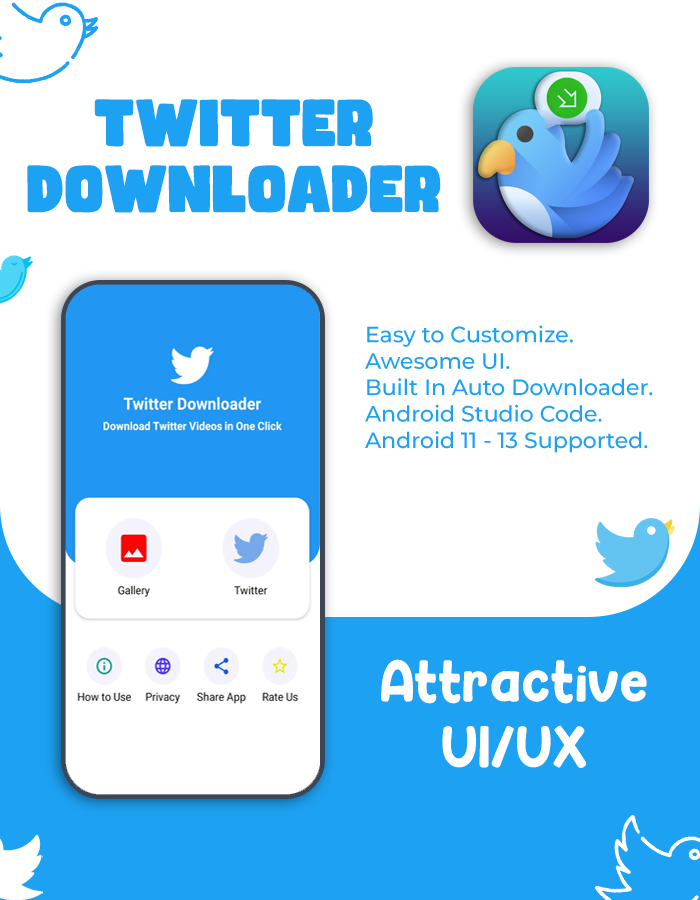 TWITTER
DOWNLOADER
Easy to Customize.
Awesome UI.
Built In Auto Downloader.
Android Studio Code.
Android 11 - 13 Supported.
Twitter Downloader
Download Twitter Videos in One Click
Gallery
Twitter
How to Use
Privacy
Share App
Rate Us
Attractive
UI/UX